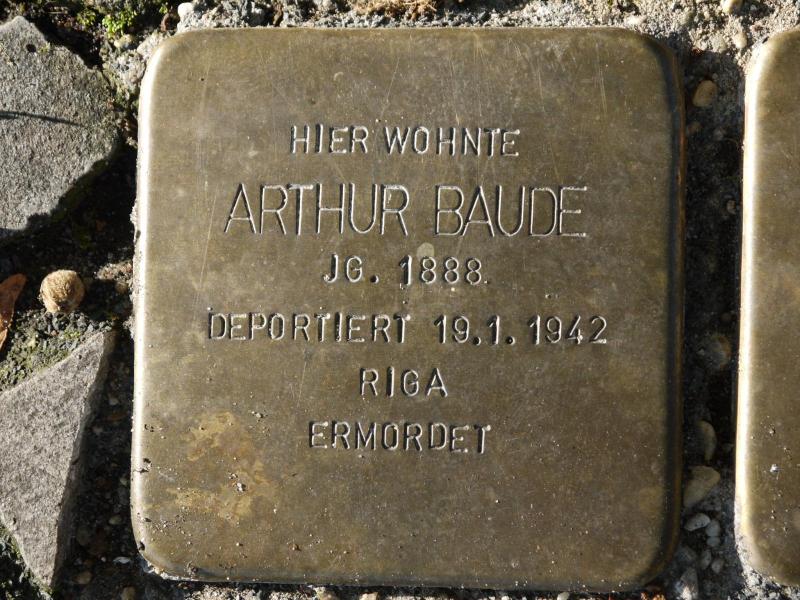 HIER WOHNTE
ARTHUR BAUDE
JG. 1888
DEPORTIERT 19.1.1942
RIGA
ERMORDET